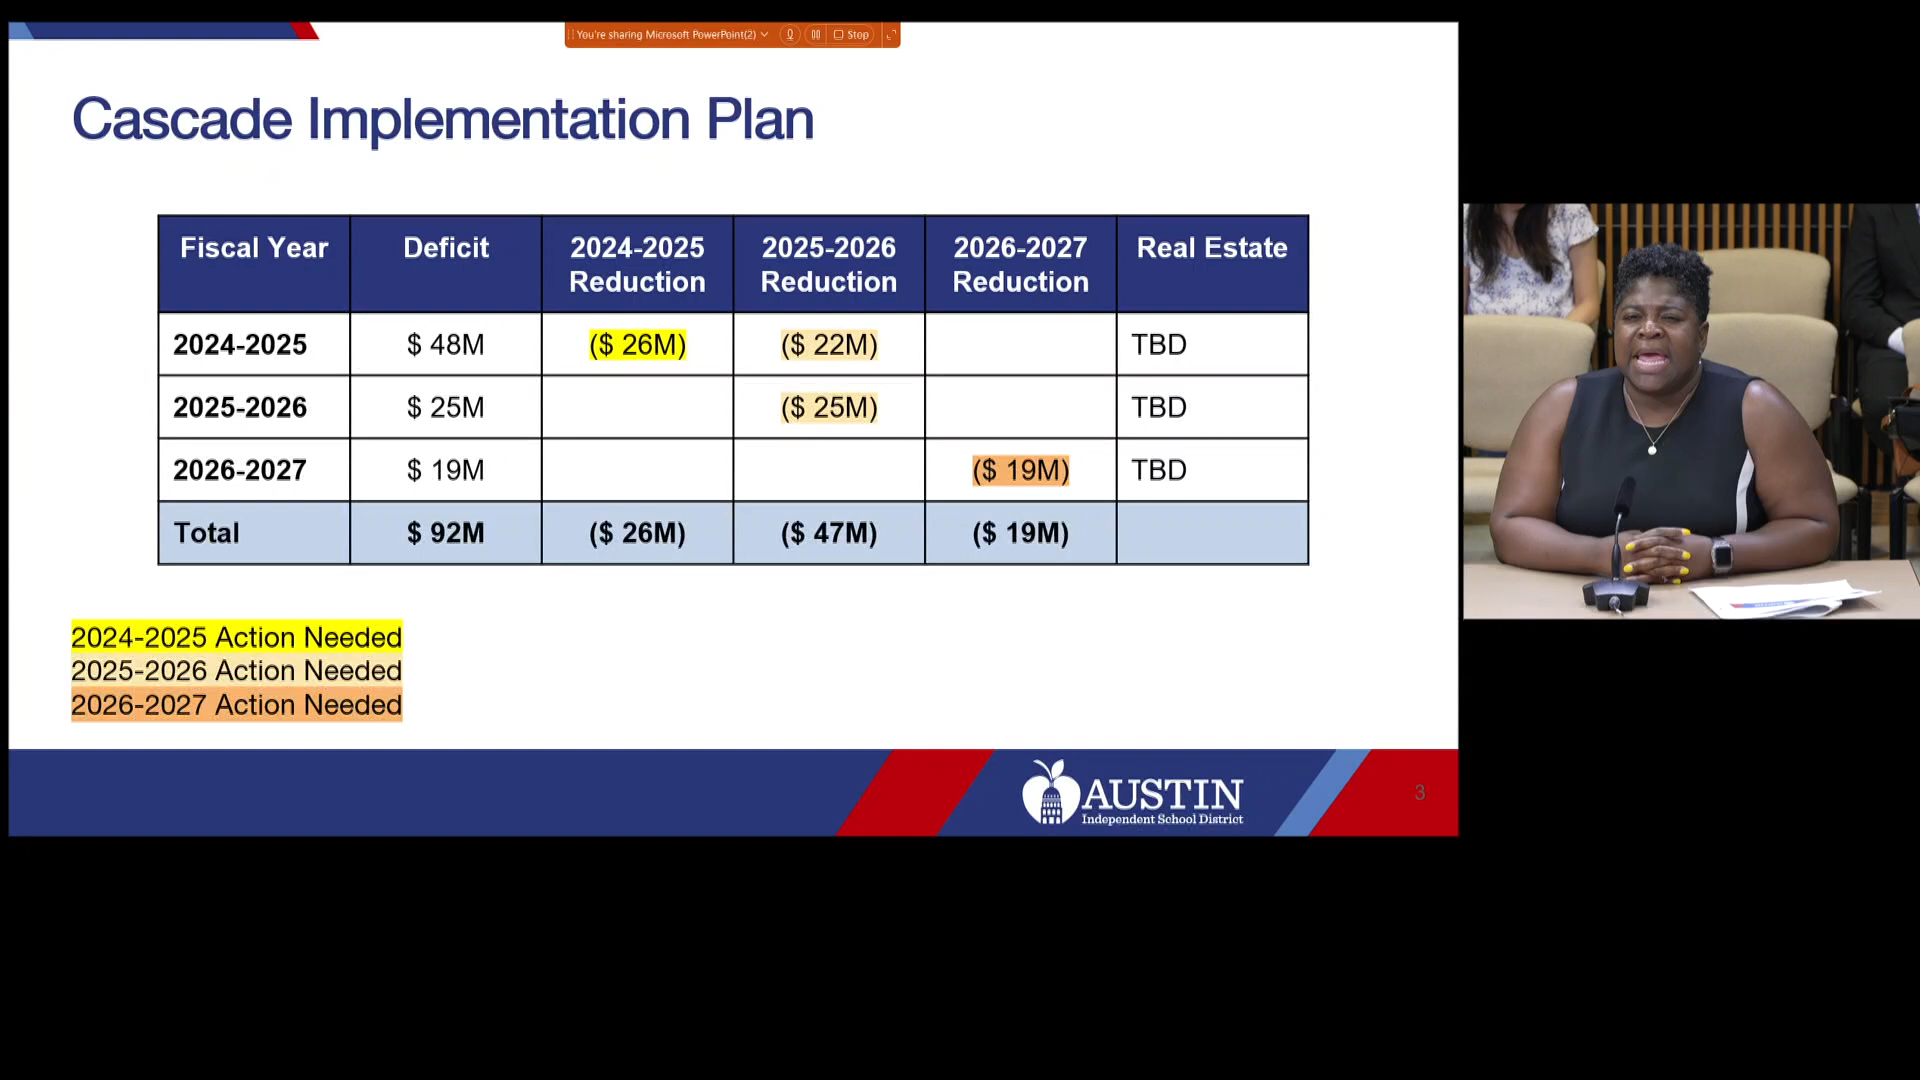 You're sharing Microsoft PowerPoint(2)
Stop
Cascade Implementation Plan
Fiscal Year
Deficit
2024-2025
Reduction
2025-2026
Reduction
2026-2027
Reduction
Real Estate
2024-2025
$ 48M
($ 26M)
($ 22M)
TBD
2025-2026
$ 25M
($ 25M)
TBD
2026-2027
$ 19M
($ 19M)
TBD
Total
$ 92M
($ 26M)
($ 47M)
($ 19M)
2024-2025 Action Needed
2025-2026 Action Needed
2026-2027 Action Needed
AUSTIN
Independent School District
3